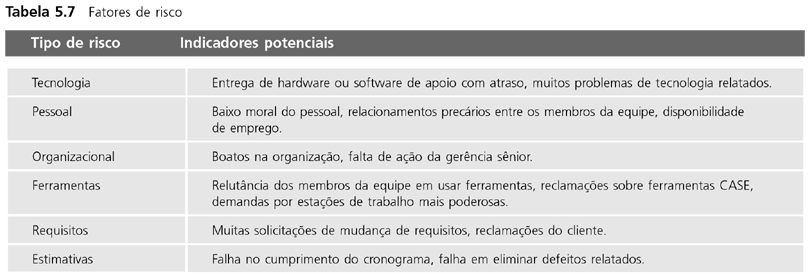 Tabela 5.7 Fatores de risco
Tipo de risco Indicadores potenciais
Tecnologia Entrega de hardware ou software de apoio com atraso, muitos problemas de tecnologia relatados.
Pessoal Baixo moral do pessoal, relacionamentos precários entre os membros da equipe, disponibilidade
de emprego.
Organizacional Boatos na organização, falta de ação da gerência sênior.
Ferramentas Relutância dos membros da equipe em usar ferramentas, reclamações sobre ferramentas CASE,
demandas por estações de trabalho mais poderosas.
Requisitos Muitas solicitações de mudança de requisitos, reclamações do cliente.
Estimativas Falha no cumprimento do cronograma, falha em eliminar defeitos relatados.